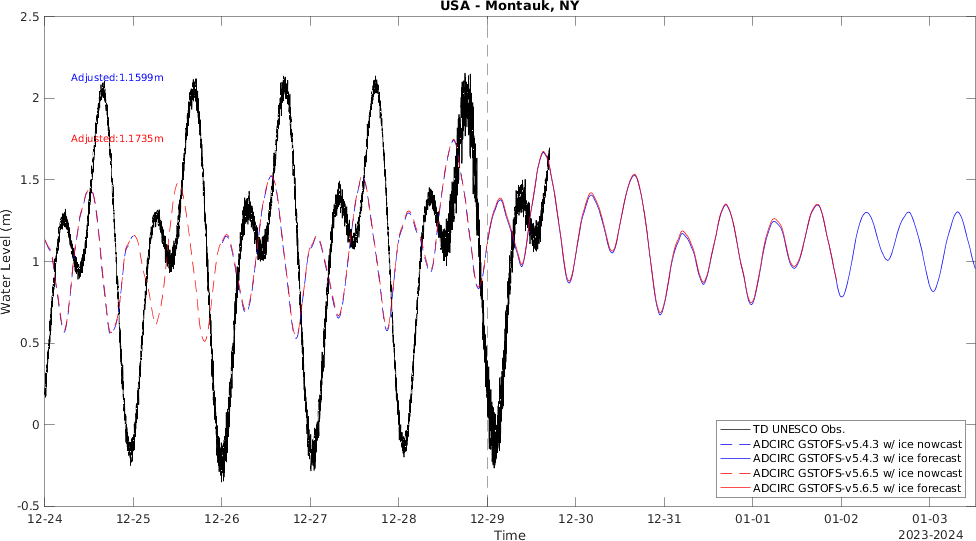 USA - Montauk, NY
2.5
2
1.5
1
0.5
0
-0.5
Water Level (m)
Adjusted:1.1599m
Adjusted:1.1735m
TD UNESCO Obs.
ADCIRC GSTOFS-v5.4.3 w/ ice nowcast
ADCIRC GSTOFS-v5.4.3 w/ ice forecast
ADCIRC GSTOFS-v5.6.5 w/ ice nowcast
ADCIRC GSTOFS-v5.6.5 w/ ice forecast
12-24 12-25 12-26 12-27 12-28 12-29 12-30 12-31 01-01 01-02 01-03
Time
2023-2024